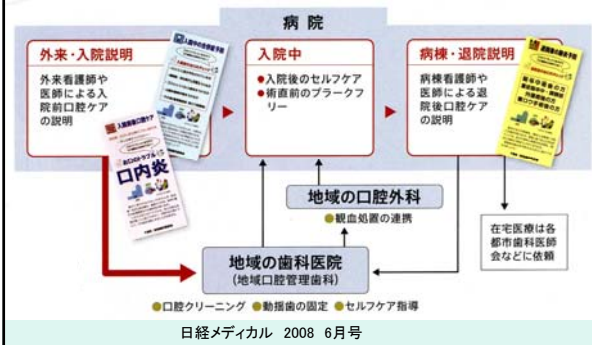 病院
外来・入院説明
外来看護師や
医師による入
院前口腔ケア
の説明
口内炎
入院中
●入院後のセルフケア
●術直前のプラークフ
リー
病棟・退院説明
病棟看護師や
医師による退
院後口腔ケア
の説明
地域の口腔外科
●観血処置の連携
地域の歯科医院
(地域口腔管理歯科)
●口腔クリーニング ●動揺歯の固定 ●セルフケア指導
在宅医療は各
都市歯科医師
会などに依頼
日経メディカル 2008 6月号